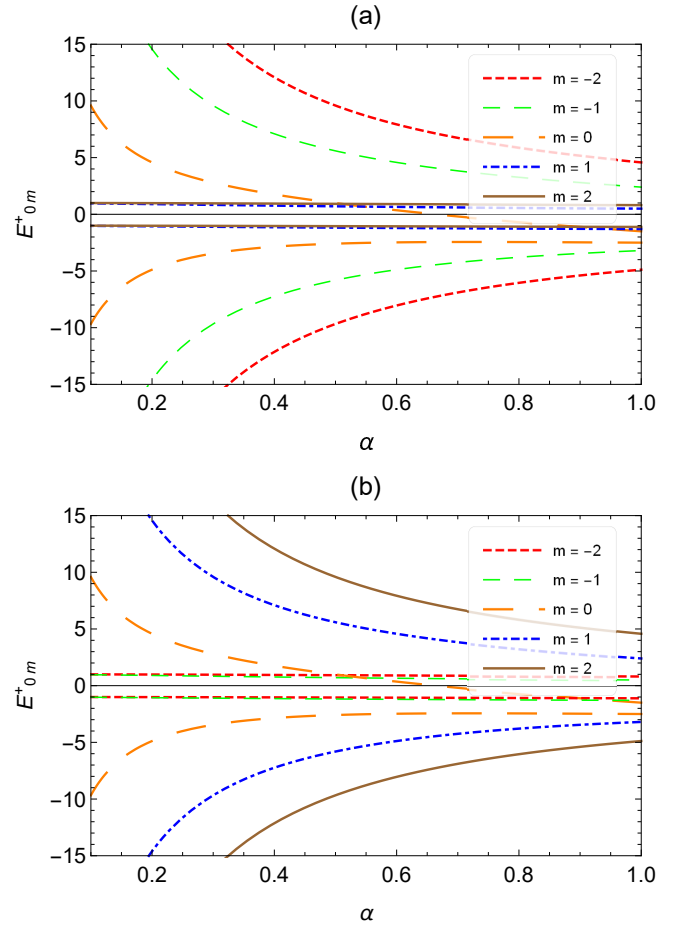 (a)
15
10
5
0
-5
-10
-15
E⁺₀ₘ
0.2
0.4
0.6
0.8
1.0
α
m = -2
m = -1
m = 0
m = 1
m = 2
(b)
15
10
5
0
-5
-10
-15
E⁺₀ₘ
0.2
0.4
0.6
0.8
1.0
α
m = -2
m = -1
m = 0
m = 1
m = 2